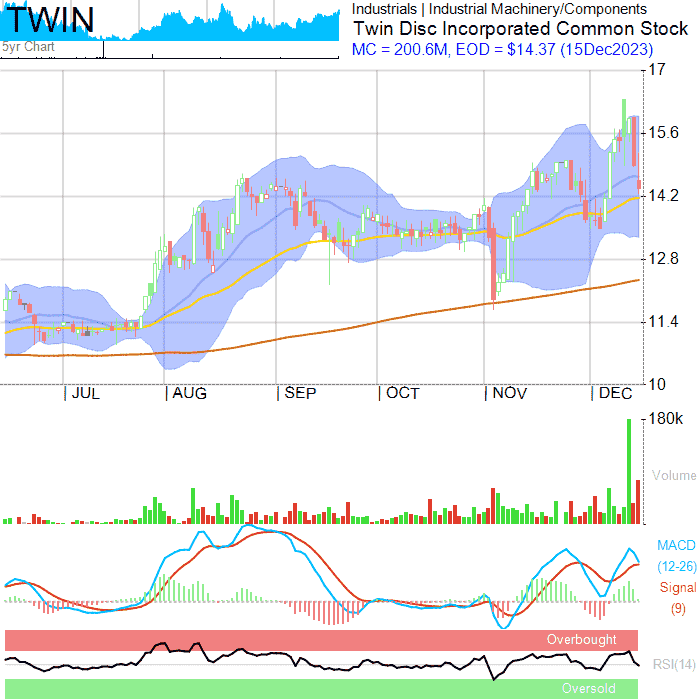 TWIN
5yr Chart
Industrials | Industrial Machinery/Components
Twin Disc Incorporated Common Stock
MC = 200.6M, EOD = $14.37 (15Dec2023)
17
15.6
14.2
12.8
11.4
10
JUL
AUG
SEP
OCT
NOV
DEC
180k
Volume
MACD
(12-26)
Signal
(9)
Overbought
RSI(14)
Oversold